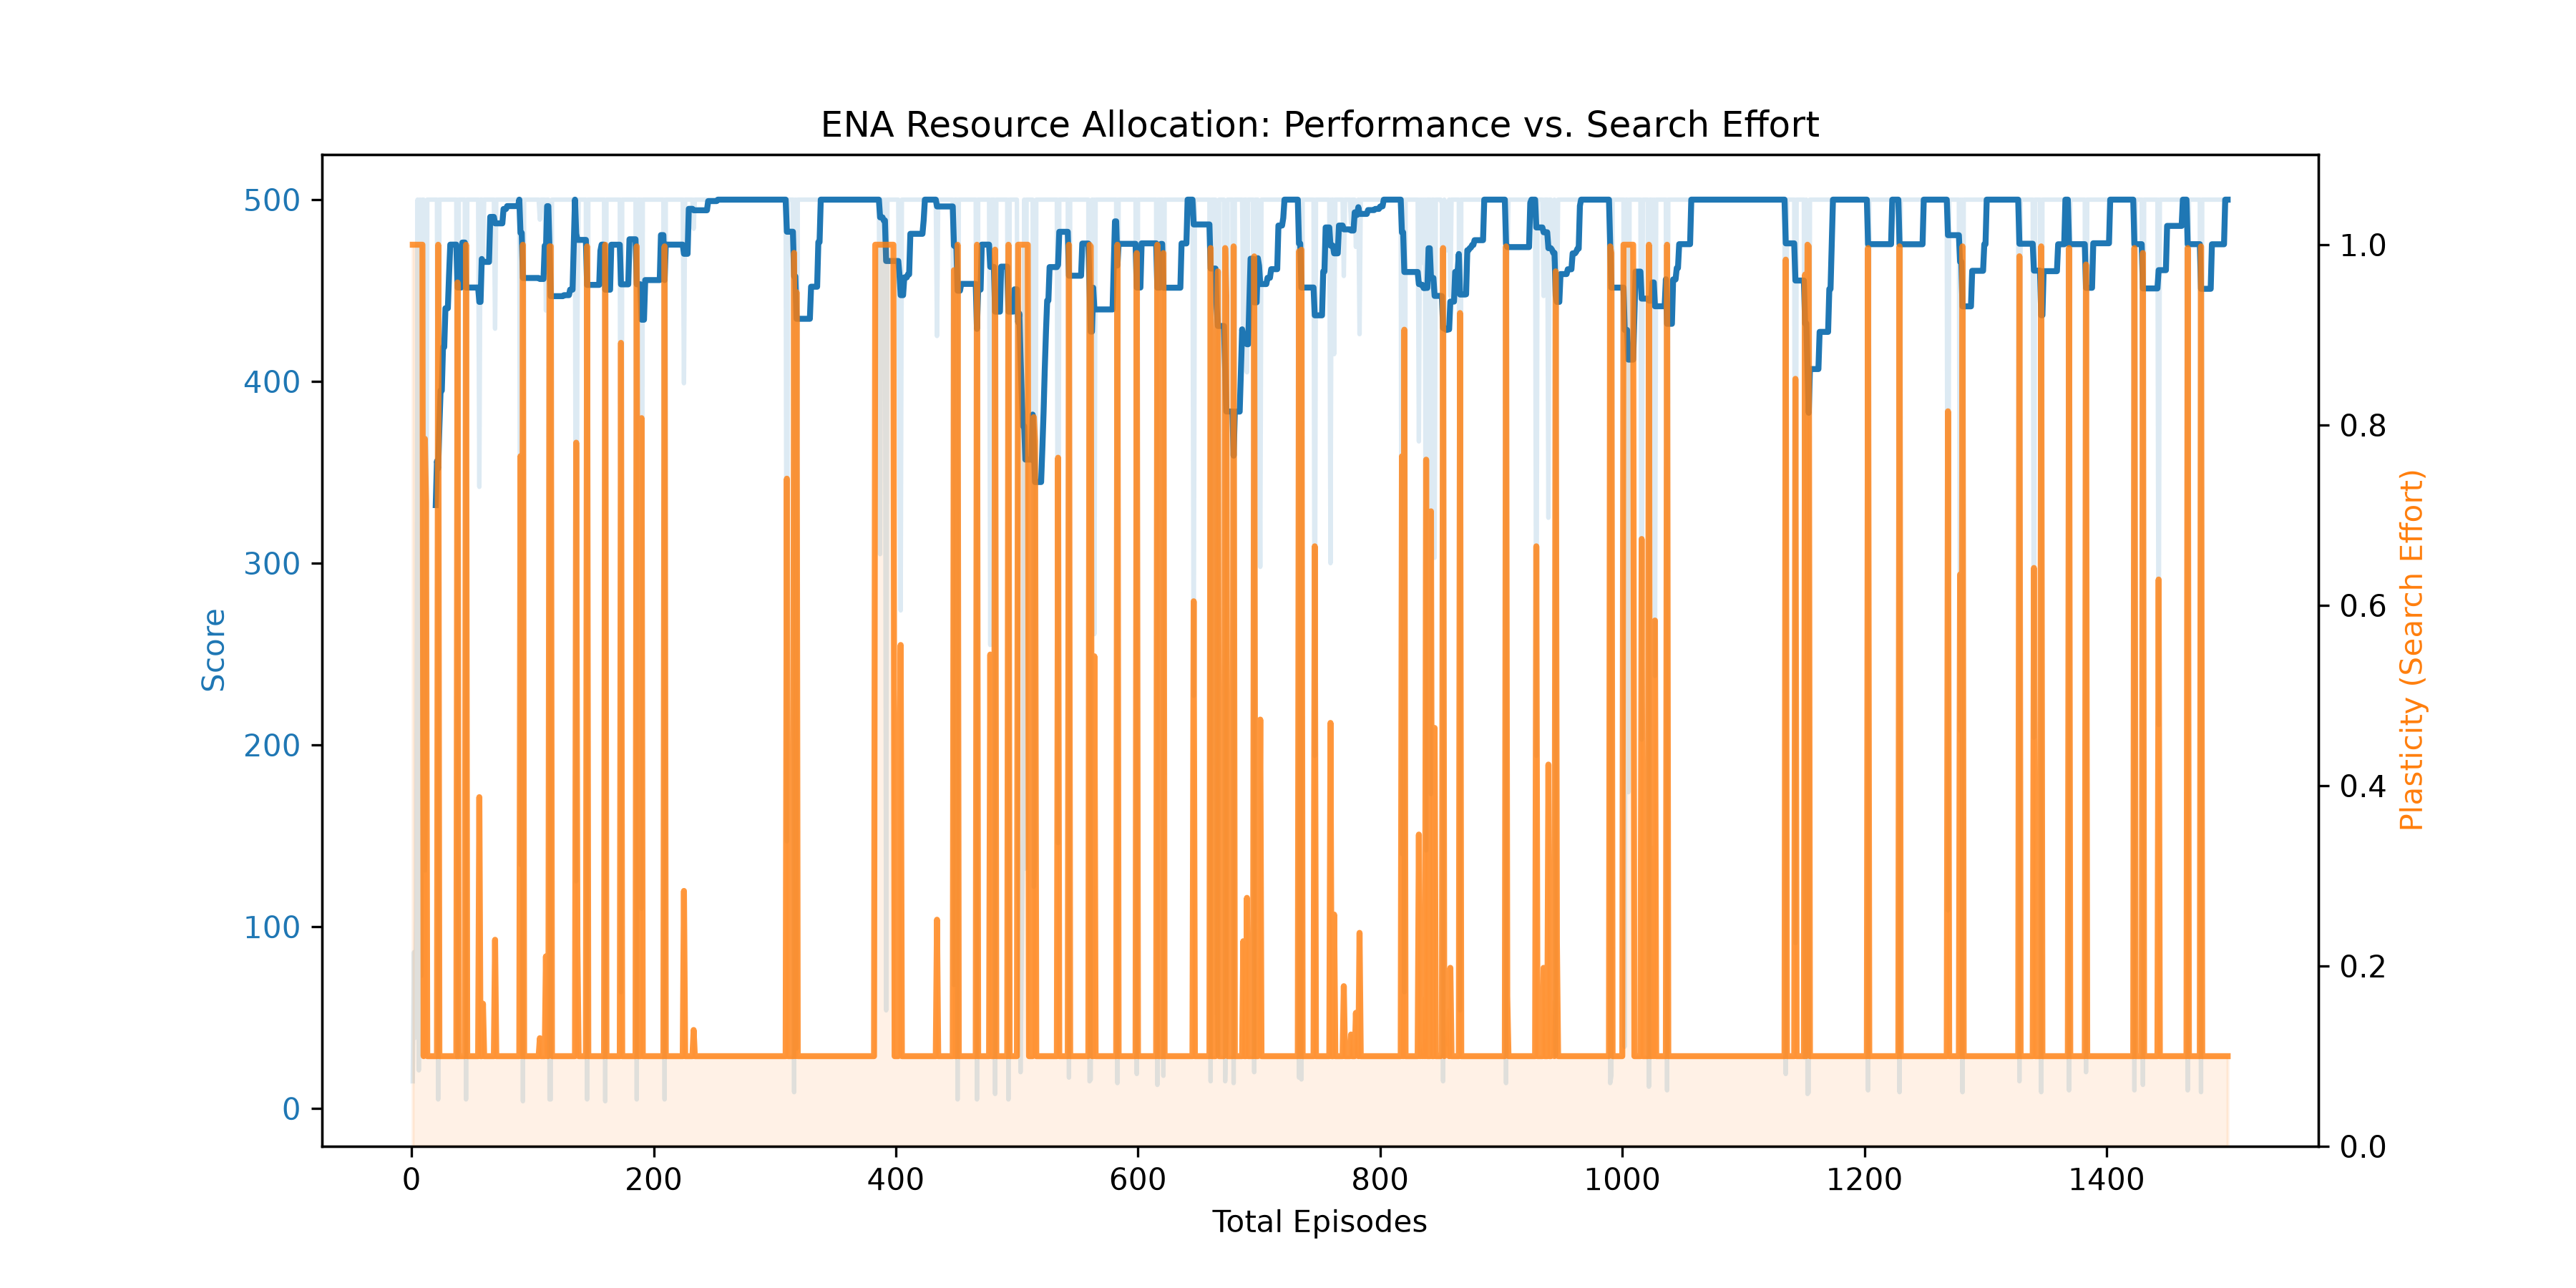 ENA Resource Allocation: Performance vs. Search Effort
500
400
300
200
100
0
Score
1.0
0.8
0.6
0.4
0.2
0.0
Plasticity (Search Effort)
0 200 400 600 800 1000 1200 1400
Total Episodes